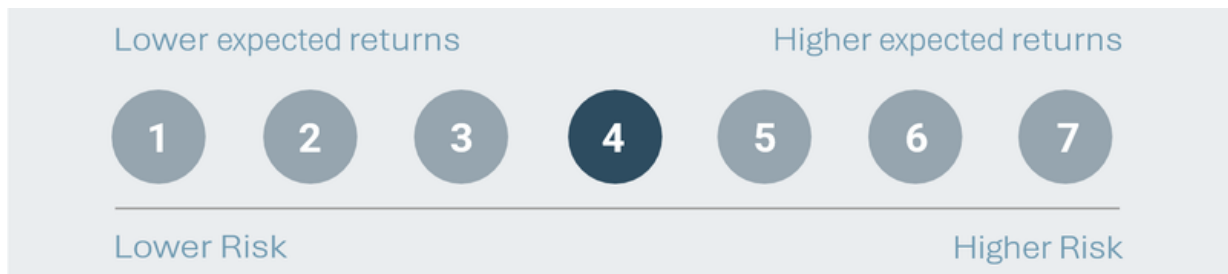 Lower expected returns Higher expected returns
1 2 3 4 5 6 7
Lower Risk Higher Risk